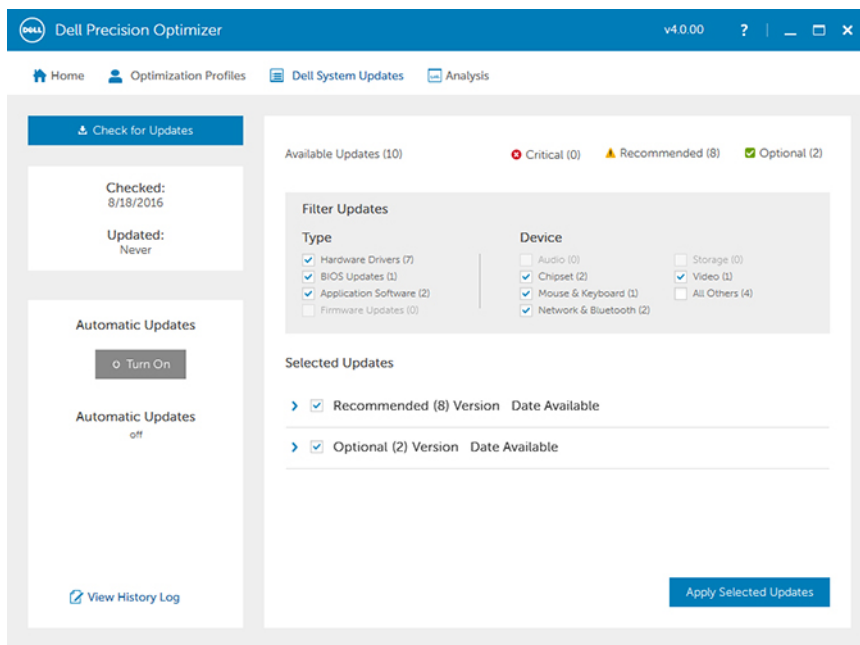 DELL Dell Precision Optimizer v4.0.00 ?
Home Optimization Profiles Dell System Updates Analysis
Check for Updates
Checked:
8/18/2016
Updated:
Never
Automatic Updates
Turn On
Automatic Updates
off
View History Log
Available Updates (10) Critical (0) Recommended (8) Optional (2)
Filter Updates
Type
Hardware Drivers (7)
BIOS Updates (1)
Application Software (2)
Firmware Updates (0)
Device
Audio (0)
Chipset (2)
Mouse & Keyboard (1)
Network & Bluetooth (2)
Storage (0)
Video (1)
All Others (4)
Selected Updates
Recommended (8) Version Date Available
Optional (2) Version Date Available
Apply Selected Updates